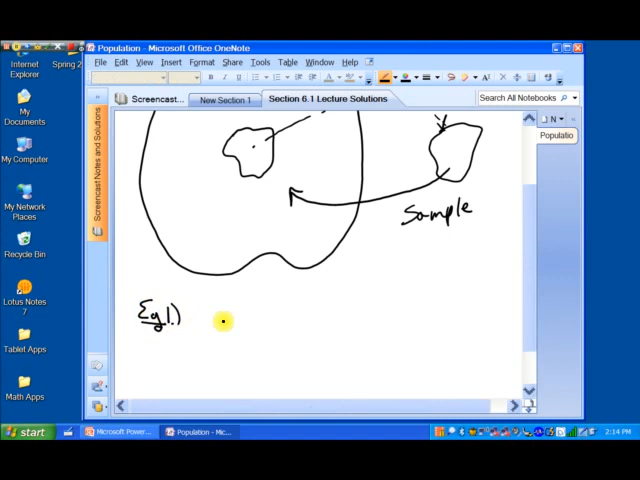 Population - Microsoft Office OneNote
File Edit View Insert Format Share Tools Table Window Help
Screencast... New Section 1 Section 6.1 Lecture Solutions Search All Notebooks
N
Populatio
Screencast Notes and Solutions
Internet Explorer
Spring 2
My Documents
My Computer
My Network Places
Recycle Bin
Lotus Notes 7
Tablet Apps
Math Apps
Sample
Eg 1.)
start Microsoft Power... Population - Mic... 2:14 PM